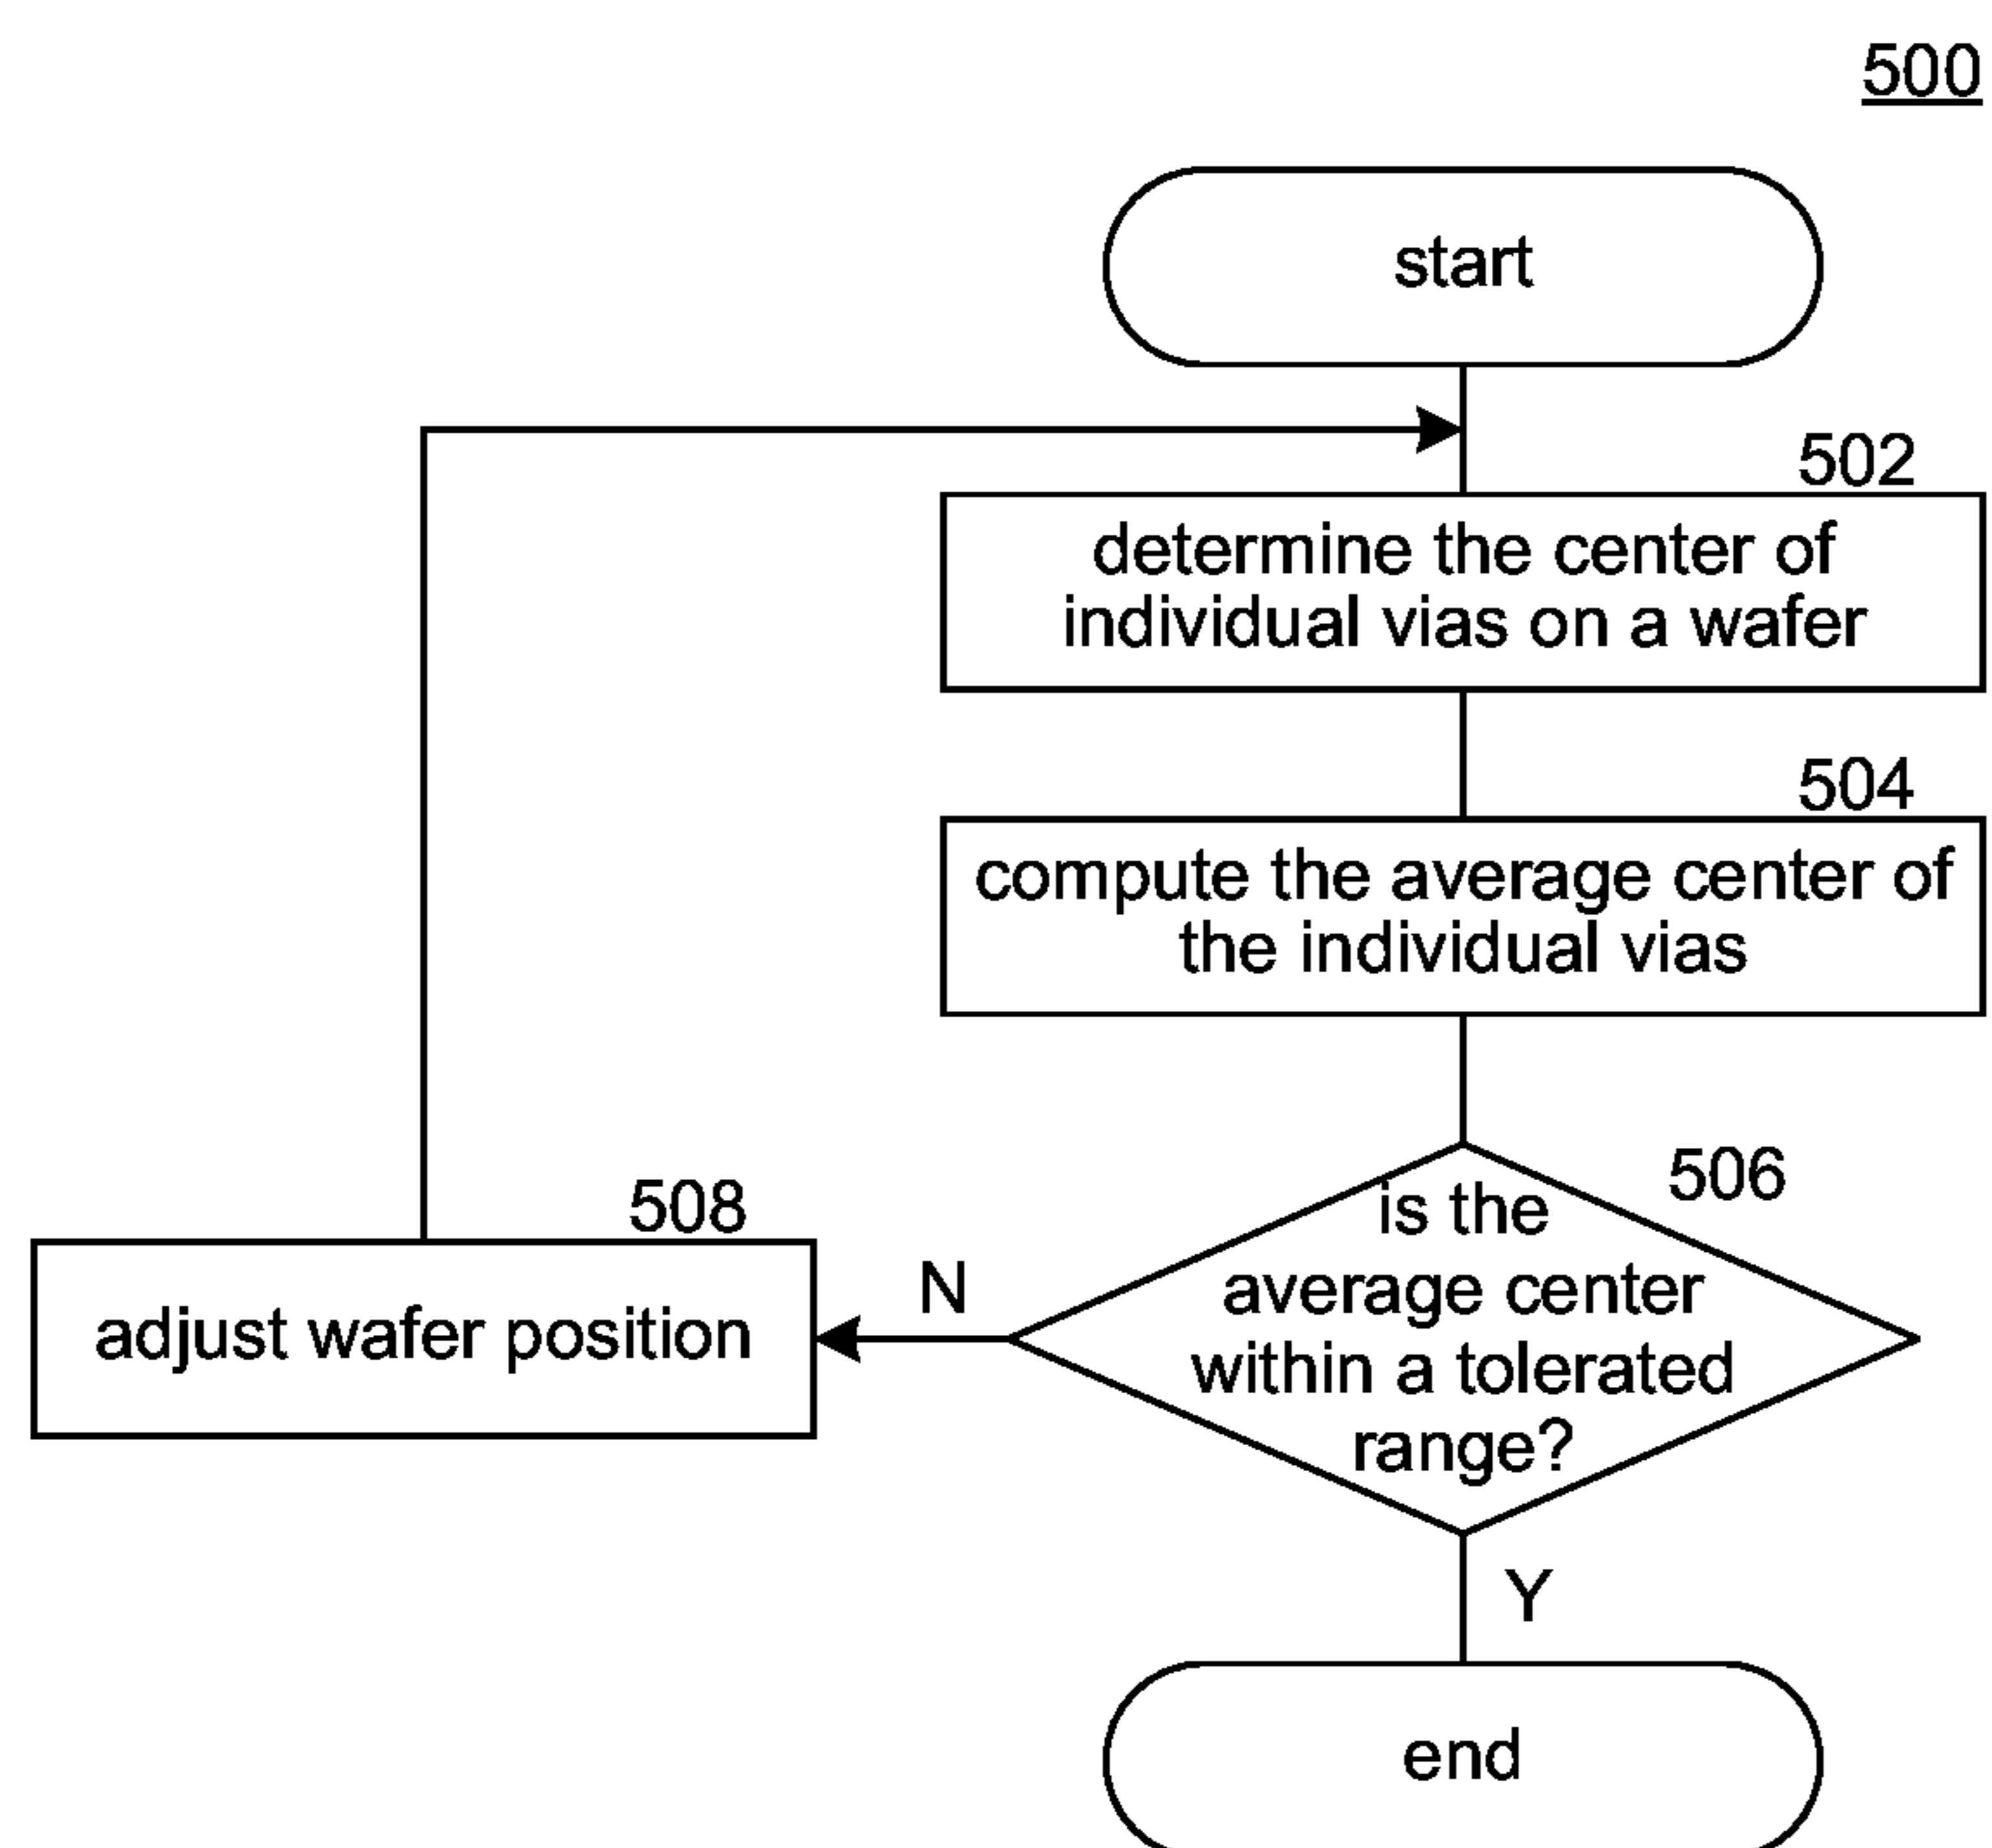 500
start
502
determine the center of
individual vias on a wafer
504
compute the average center of
the individual vias
506
is the
average center
within a tolerated
range?
N
508
adjust wafer position
Y
end